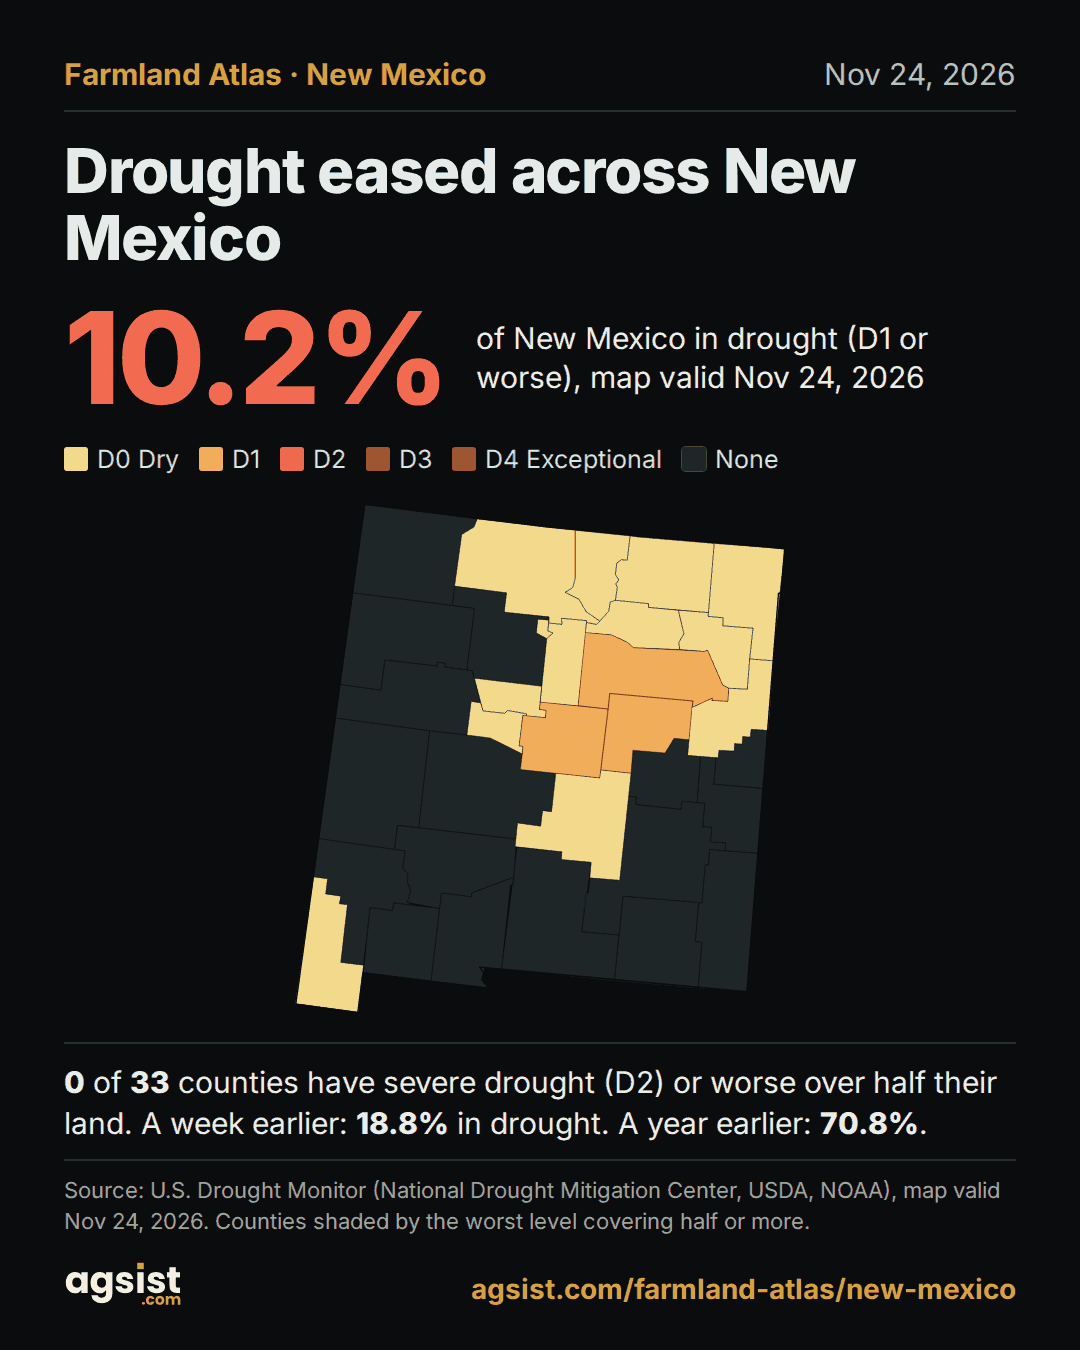 Farmland Atlas · New Mexico
Nov 24, 2026
Drought eased across New
Mexico
10.2%
of New Mexico in drought (D1 or
worse), map valid Nov 24, 2026
D0 Dry D1 D2 D3 D4 Exceptional None
0 of 33 counties have severe drought (D2) or worse over half their
land. A week earlier: 18.8% in drought. A year earlier: 70.8%.
Source: U.S. Drought Monitor (National Drought Mitigation Center, USDA, NOAA), map valid
Nov 24, 2026. Counties shaded by the worst level covering half or more.
agsist
.com
agsist.com/farmland-atlas/new-mexico